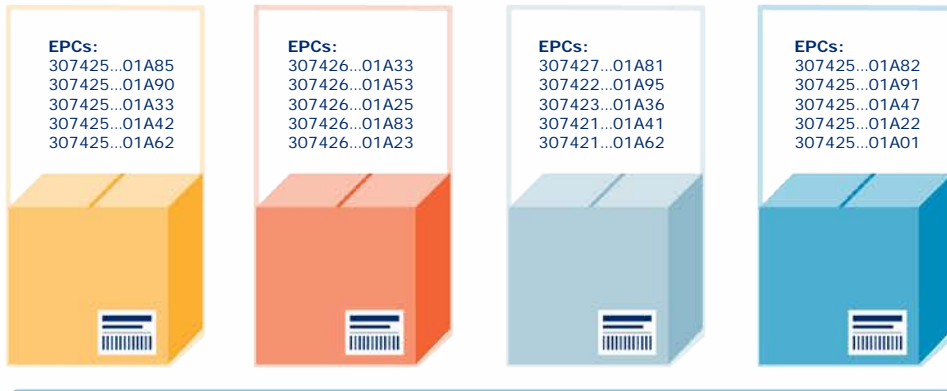 EPCs:
307425...01A85
307425...01A90
307425...01A33
307425...01A42
307425...01A62
EPCs:
307426...01A33
307426...01A53
307426...01A25
307426...01A83
307426...01A23
EPCs:
307427...01A81
307422...01A95
307423...01A36
307421...01A41
307421...01A62
EPCs:
307425...01A82
307425...01A91
307425...01A47
307425...01A22
307425...01A01